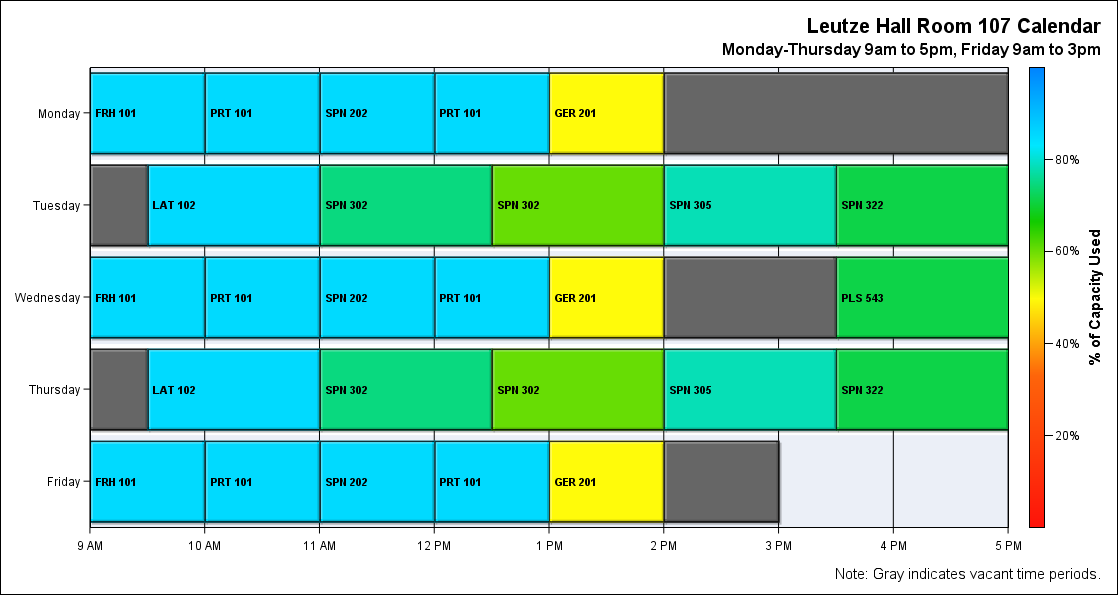 Leutze Hall Room 107 Calendar
Monday-Thursday 9am to 5pm, Friday 9am to 3pm
Monday
FRH 101 PRT 101 SPN 202 PRT 101 GER 201
Tuesday
LAT 102 SPN 302 SPN 302 SPN 305 SPN 322
Wednesday
FRH 101 PRT 101 SPN 202 PRT 101 GER 201 PLS 543
Thursday
LAT 102 SPN 302 SPN 302 SPN 305 SPN 322
Friday
FRH 101 PRT 101 SPN 202 PRT 101 GER 201
9 AM 10 AM 11 AM 12 PM 1 PM 2 PM 3 PM 4 PM 5 PM
80%
60%
40%
20%
% of Capacity Used
Note: Gray indicates vacant time periods.